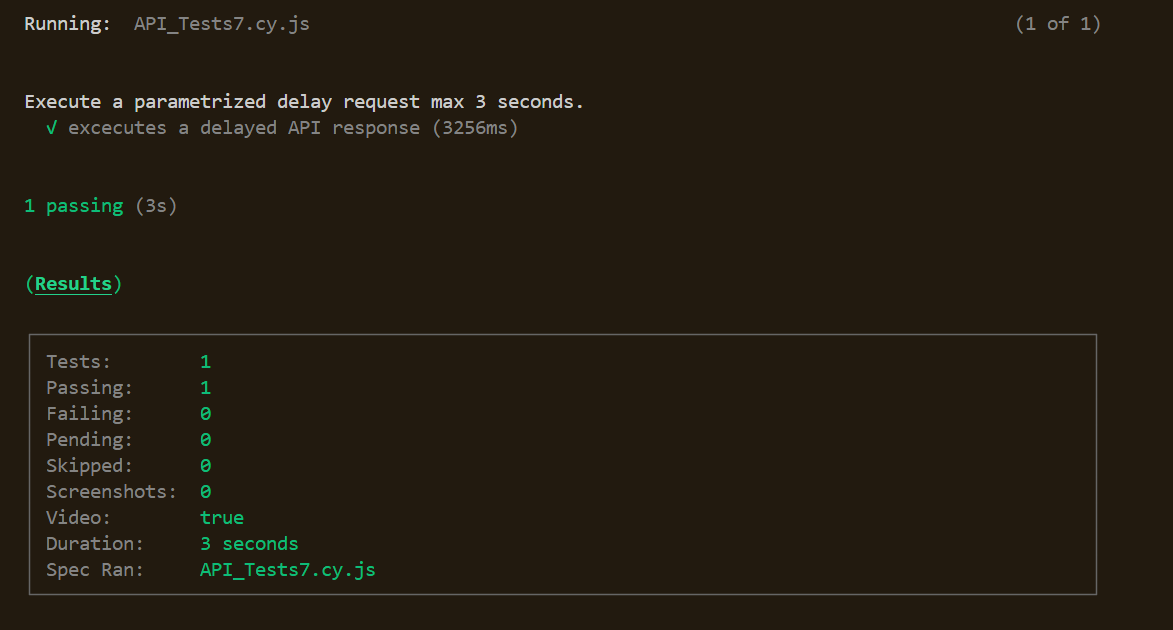 Running: API_Tests7.cy.js (1 of 1)
Execute a parametrized delay request max 3 seconds.
√ excecutes a delayed API response (3256ms)
1 passing (3s)
(Results)
Tests: 1
Passing: 1
Failing: 0
Pending: 0
Skipped: 0
Screenshots: 0
Video: true
Duration: 3 seconds
Spec Ran: API_Tests7.cy.js